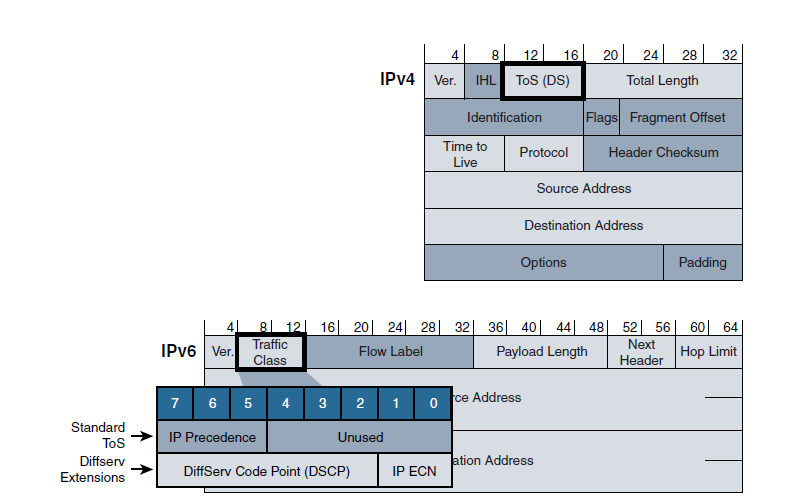 4 8 12 16 20 24 28 32
IPv4 Ver. IHL ToS (DS) Total Length
Identification Flags Fragment Offset
Time to
Live
Protocol Header Checksum
Source Address
Destination Address
Options Padding
4 8 12 16 20 24 28 32 36 40 44 48 52 56 60 64
IPv6 Ver.
Traffic
Class
Flow Label Payload Length
Next
Header
Hop Limit
rce Address
7 6 5 4 3 2 1 0
Standard
ToS
IP Precedence Unused
ation Address
Diffserv
Extensions
DiffServ Code Point (DSCP) IP ECN